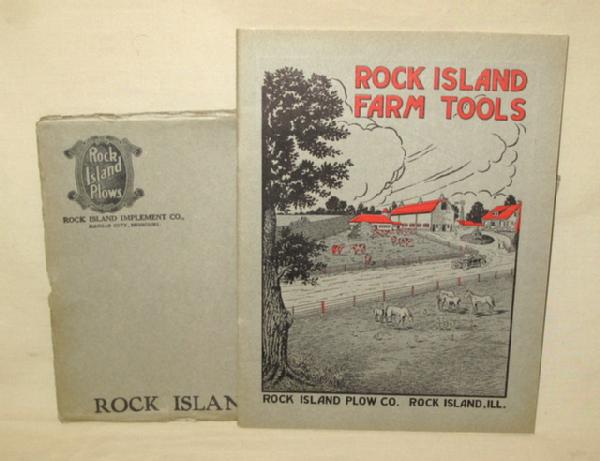 Rock
Island
Plows
ROCK ISLAND IMPLEMENT CO.,
ROCK ISLAN
ROCK ISLAND
FARM TOOLS
ROCK ISLAND PLOW CO. ROCK ISLAND, ILL.